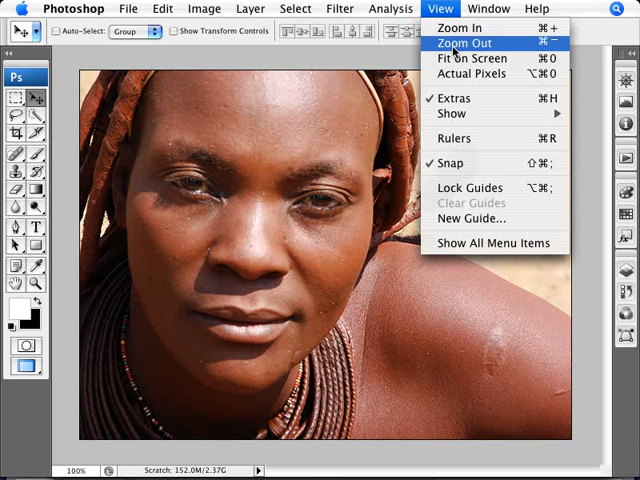 Photoshop File Edit Image Layer Select Filter Analysis View Window Help
Auto-Select: Group Show Transform Controls
Ps
Zoom In ⌘+
Zoom Out ⌘−
Fit on Screen ⌘0
Actual Pixels ⌥⌘0
✓ Extras ⌘H
Show ▶
Rulers ⌘R
✓ Snap ⇧⌘;
Lock Guides ⌥⌘;
Clear Guides
New Guide...
Show All Menu Items
T
100% Scratch: 152.0M/2.37G